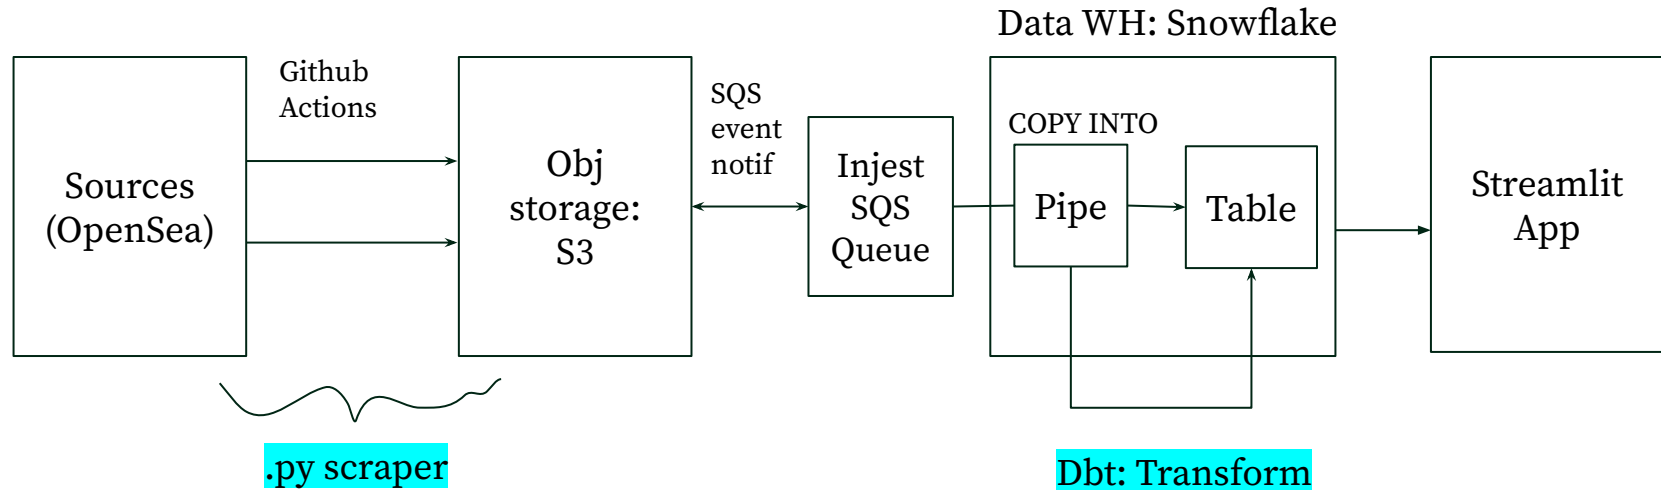 Data WH: Snowflake
Github
Actions
Sources
(OpenSea)
Obj
storage:
S3
SQS
event
notif
Injest
SQS
Queue
COPY INTO
Pipe
Table
Streamlit
App
.py scraper
Dbt: Transform